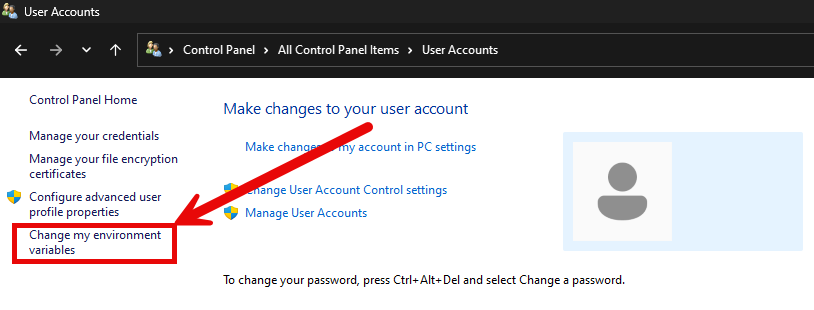 User Accounts
Control Panel > All Control Panel Items > User Accounts
Control Panel Home
Manage your credentials
Manage your file encryption
certificates
Configure advanced user
profile properties
Change my environment
variables
Make changes to your user account
Make changes to my account in PC settings
Change User Account Control settings
Manage User Accounts
To change your password, press Ctrl+Alt+Del and select Change a password.